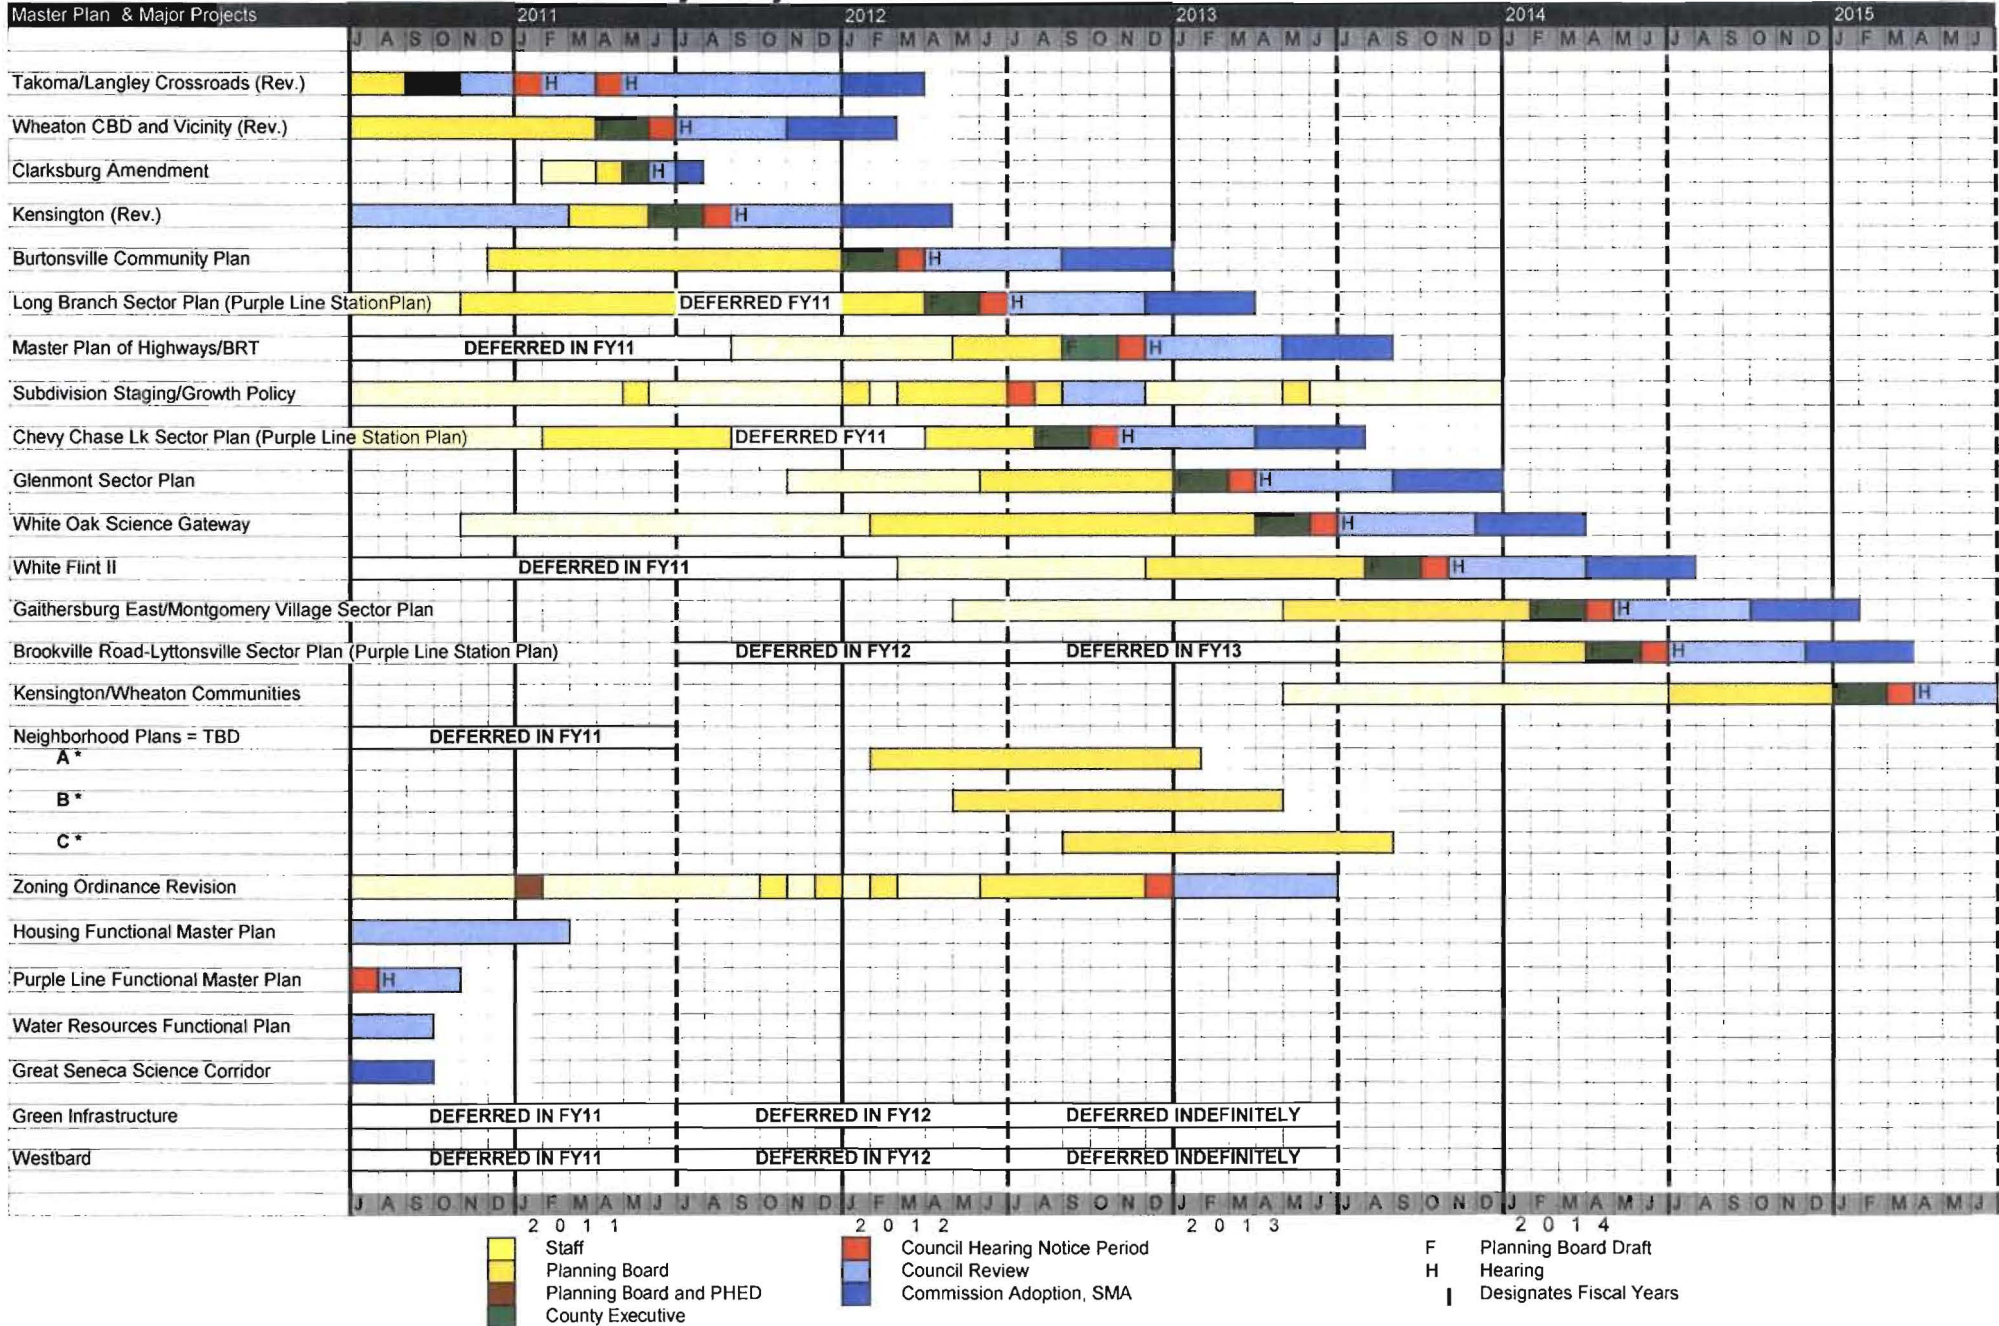 Master Plan & Major Projects 2011 2012 2013 2014 2015
J A S O N D J F M A M J J A S O N D J F M A M J J A S O N D J F M A M J J A S O N D J F M A M J J A S O N D J F M A M J
Takoma/Langley Crossroads (Rev.) H H
Wheaton CBD and Vicinity (Rev.) H
Clarksburg Amendment F H
Kensington (Rev.) H
Burtonsville Community Plan H
Long Branch Sector Plan (Purple Line StationPlan) DEFERRED FY11 F H
Master Plan of Highways/BRT DEFERRED IN FY11 F H
Subdivision Staging/Growth Policy
Chevy Chase Lk Sector Plan (Purple Line Station Plan) DEFERRED FY11 F H
Glenmont Sector Plan F H
White Oak Science Gateway H
White Flint II DEFERRED IN FY11 F H
Gaithersburg East/Montgomery Village Sector Plan F H
Brookville Road-Lyttonsville Sector Plan (Purple Line Station Plan) DEFERRED IN FY12 DEFERRED IN FY13 F H
Kensington/Wheaton Communities H
Neighborhood Plans = TBD DEFERRED IN FY11
A *
B *
C *
Zoning Ordinance Revision
Housing Functional Master Plan
Purple Line Functional Master Plan H
Water Resources Functional Plan
Great Seneca Science Corridor
Green Infrastructure DEFERRED IN FY11 DEFERRED IN FY12 DEFERRED INDEFINITELY
Westbard DEFERRED IN FY11 DEFERRED IN FY12 DEFERRED INDEFINITELY
J A S O N D J F M A M J J A S O N D J F M A M J J A S O N D J F M A M J J A S O N D J F M A M J J A S O N D J F M A M J
2 0 1 1 2 0 1 2 2 0 1 3 2 0 1 4
Staff Council Hearing Notice Period F Planning Board Draft
Planning Board Council Review H Hearing
Planning Board and PHED Commission Adoption, SMA Designates Fiscal Years
County Executive